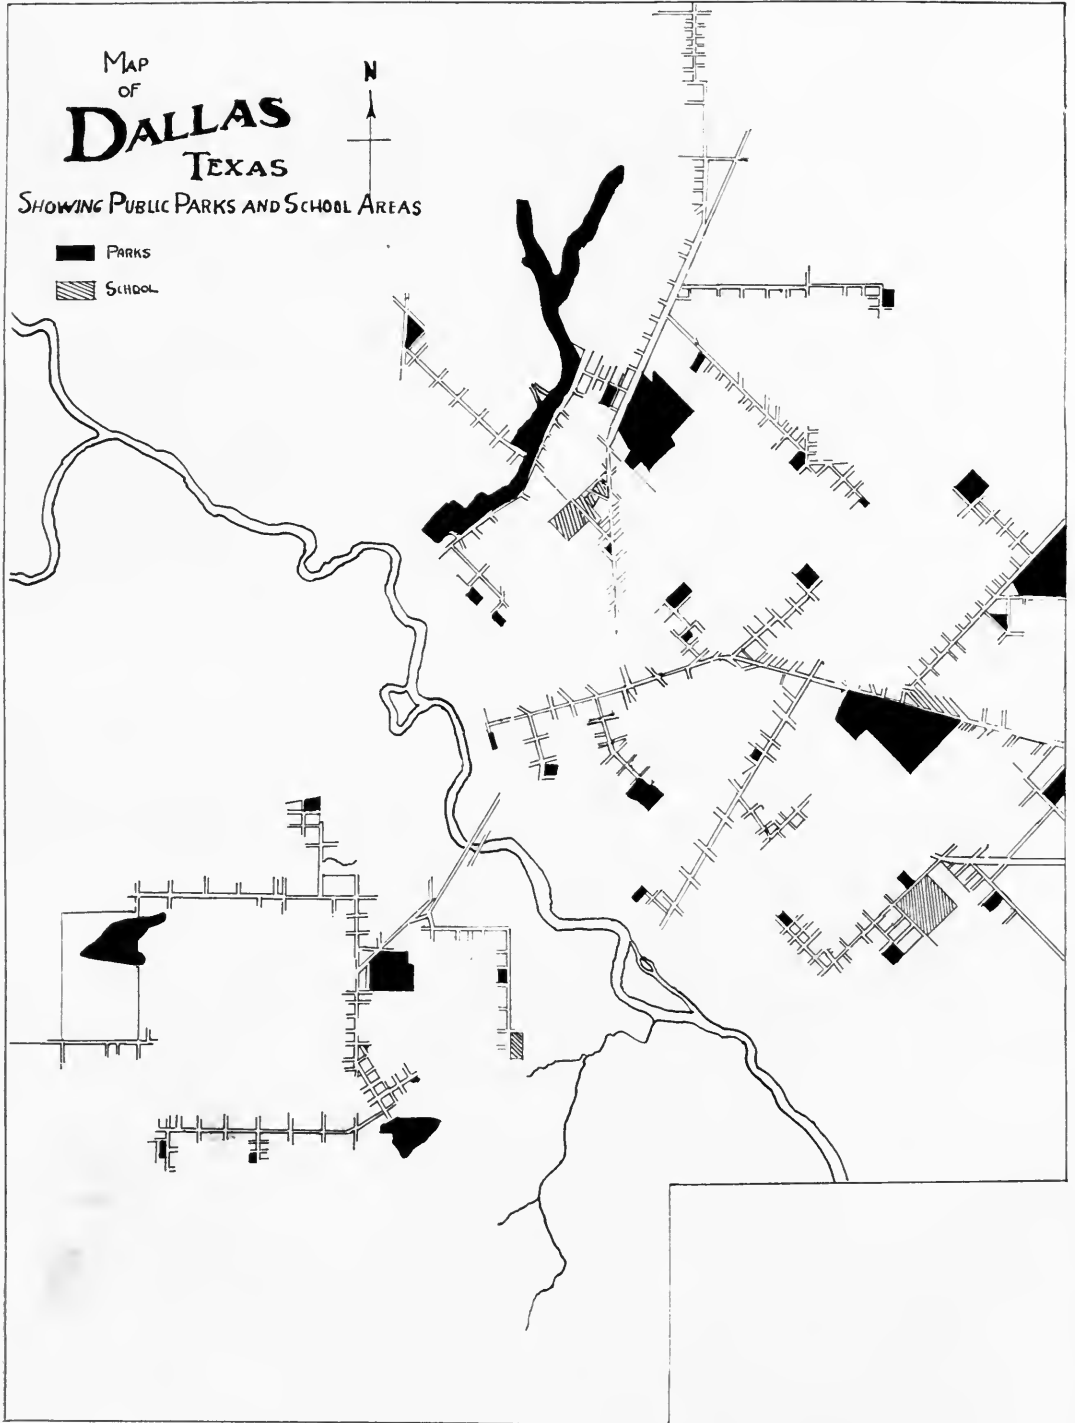 MAP
OF
DALLAS
TEXAS
SHOWING PUBLIC PARKS AND SCHOOL AREAS
N
PARKS
SCHOOL